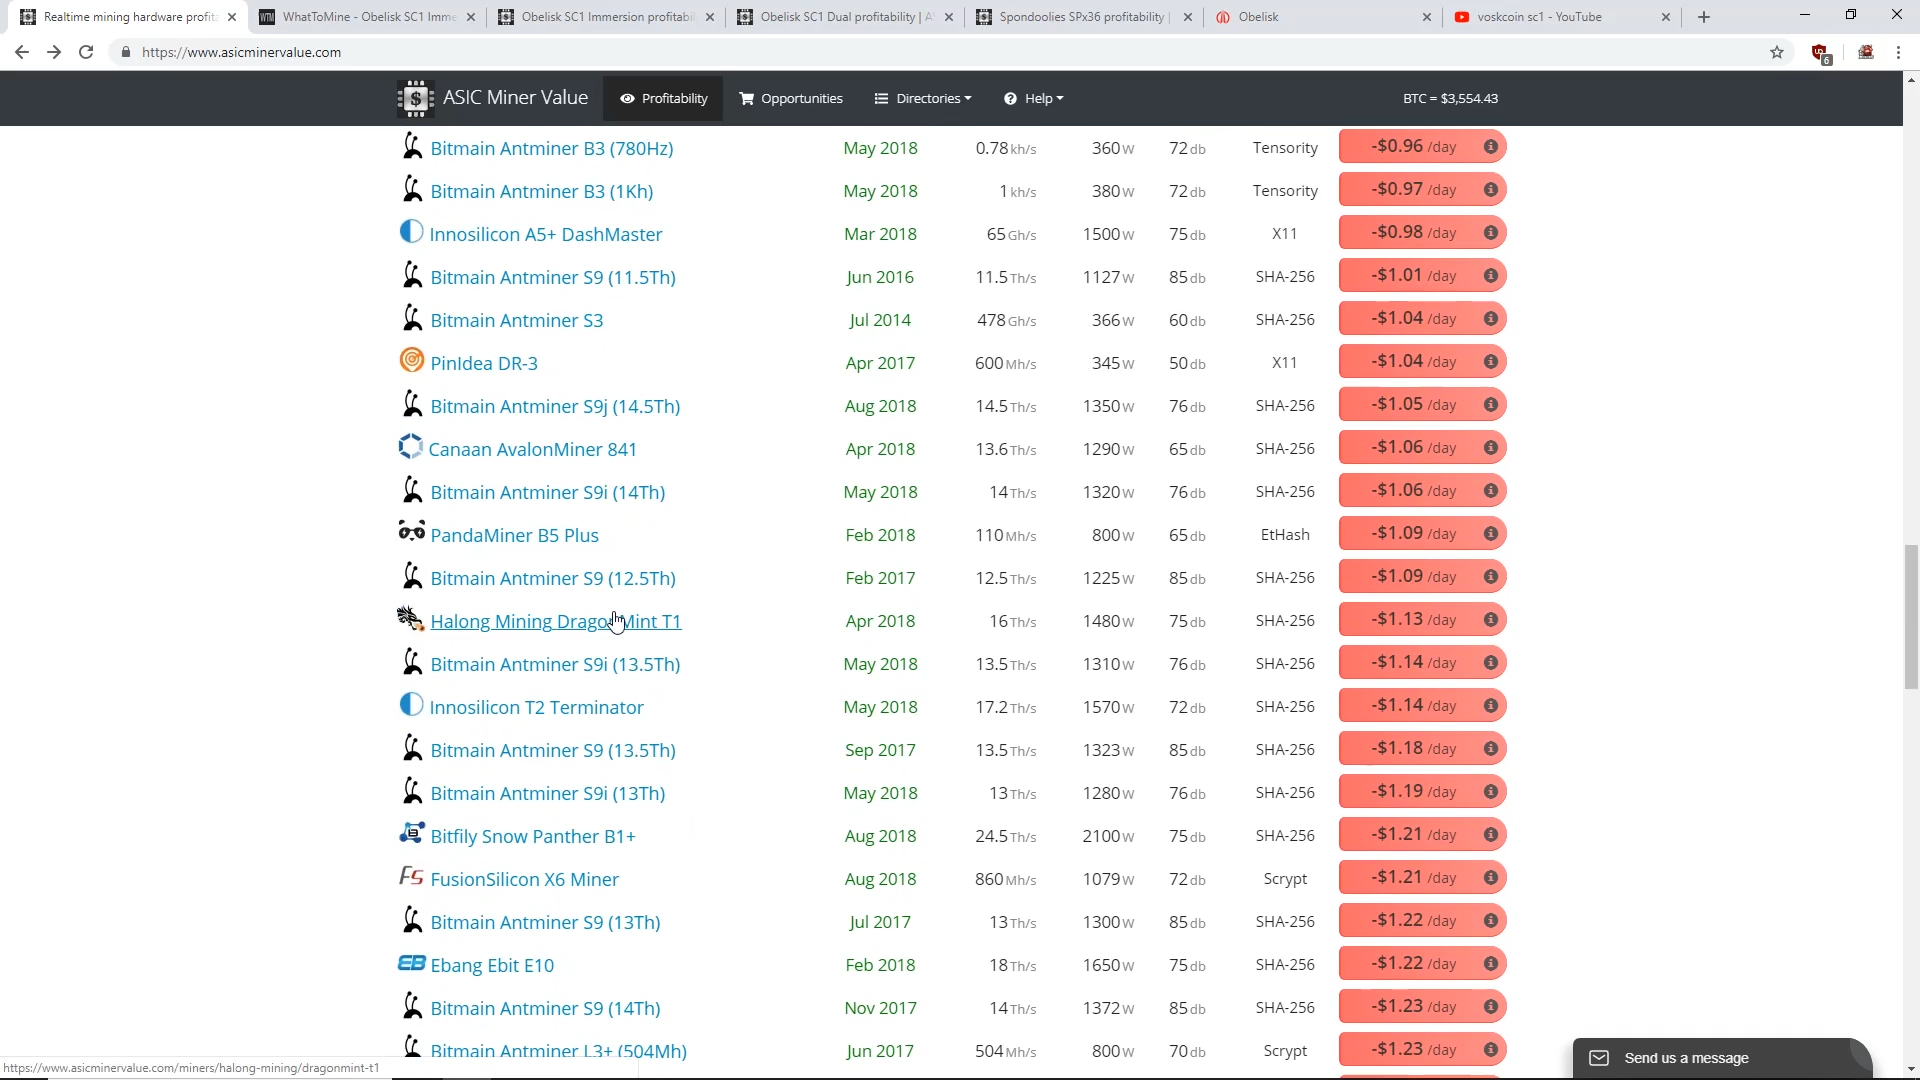 Realtime mining hardware profita
WhatToMine - Obelisk SC1 Imme
Obelisk SC1 Immersion profitabil
Obelisk SC1 Dual profitability | A
Spondoolies SPx36 profitability |
Obelisk
voskcoin sc1 - YouTube
https://www.asicminervalue.com
6
ASIC Miner Value
Profitability
Opportunities
Directories
Help
BTC = $3,554.43
Bitmain Antminer B3 (780Hz) May 2018 0.78 kh/s 360 W 72 db Tensority -$0.96 /day
Bitmain Antminer B3 (1Kh) May 2018 1 kh/s 380 W 72 db Tensority -$0.97 /day
Innosilicon A5+ DashMaster Mar 2018 65 Gh/s 1500 W 75 db X11 -$0.98 /day
Bitmain Antminer S9 (11.5Th) Jun 2016 11.5 Th/s 1127 W 85 db SHA-256 -$1.01 /day
Bitmain Antminer S3 Jul 2014 478 Gh/s 366 W 60 db SHA-256 -$1.04 /day
PinIdea DR-3 Apr 2017 600 Mh/s 345 W 50 db X11 -$1.04 /day
Bitmain Antminer S9j (14.5Th) Aug 2018 14.5 Th/s 1350 W 76 db SHA-256 -$1.05 /day
Canaan AvalonMiner 841 Apr 2018 13.6 Th/s 1290 W 65 db SHA-256 -$1.06 /day
Bitmain Antminer S9i (14Th) May 2018 14 Th/s 1320 W 76 db SHA-256 -$1.06 /day
PandaMiner B5 Plus Feb 2018 110 Mh/s 800 W 65 db EtHash -$1.09 /day
Bitmain Antminer S9 (12.5Th) Feb 2017 12.5 Th/s 1225 W 85 db SHA-256 -$1.09 /day
Halong Mining DragonMint T1 Apr 2018 16 Th/s 1480 W 75 db SHA-256 -$1.13 /day
Bitmain Antminer S9i (13.5Th) May 2018 13.5 Th/s 1310 W 76 db SHA-256 -$1.14 /day
Innosilicon T2 Terminator May 2018 17.2 Th/s 1570 W 72 db SHA-256 -$1.14 /day
Bitmain Antminer S9 (13.5Th) Sep 2017 13.5 Th/s 1323 W 85 db SHA-256 -$1.18 /day
Bitmain Antminer S9i (13Th) May 2018 13 Th/s 1280 W 76 db SHA-256 -$1.19 /day
Bitfily Snow Panther B1+ Aug 2018 24.5 Th/s 2100 W 75 db SHA-256 -$1.21 /day
FusionSilicon X6 Miner Aug 2018 860 Mh/s 1079 W 72 db Scrypt -$1.21 /day
Bitmain Antminer S9 (13Th) Jul 2017 13 Th/s 1300 W 85 db SHA-256 -$1.22 /day
Ebang Ebit E10 Feb 2018 18 Th/s 1650 W 75 db SHA-256 -$1.22 /day
Bitmain Antminer S9 (14Th) Nov 2017 14 Th/s 1372 W 85 db SHA-256 -$1.23 /day
Bitmain Antminer L3+ (504Mh) Jun 2017 504 Mh/s 800 W 70 db Scrypt -$1.23 /day
Send us a message
https://www.asicminervalue.com/miners/halong-mining/dragonmint-t1